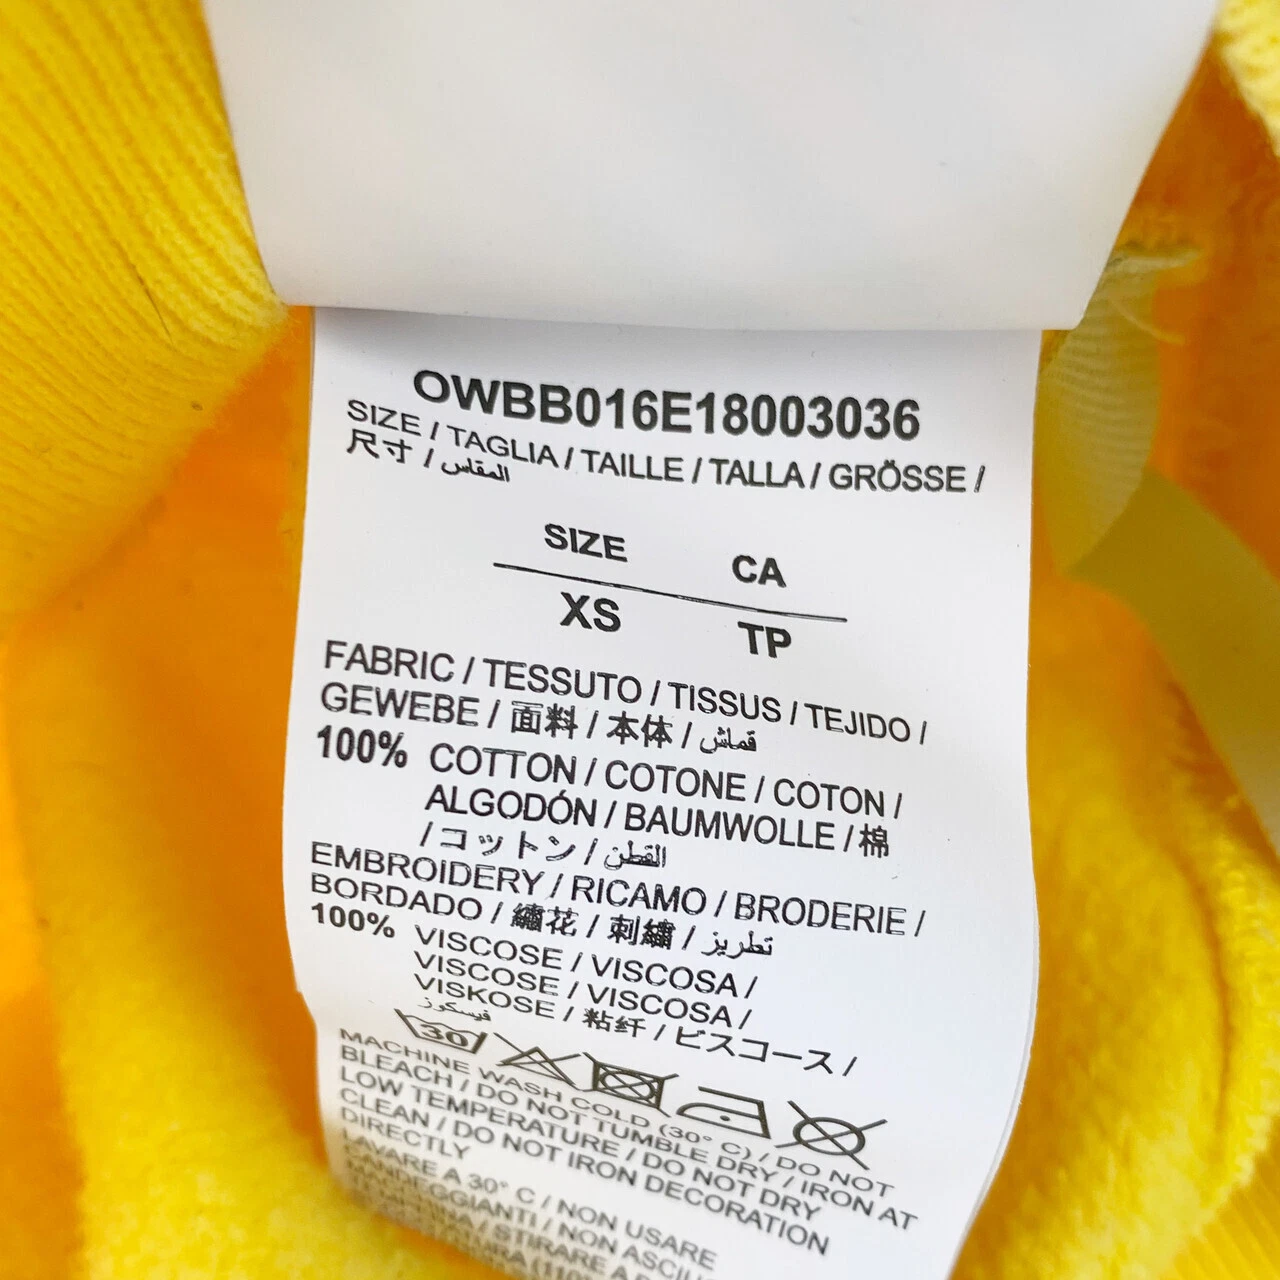 OWBB016E18003036
SIZE / TAGLIA / TAILLE / TALLA / GRÖSSE /
尺寸 / المقاس
SIZE CA
XS TP
FABRIC / TESSUTO / TISSUS / TEJIDO /
GEWEBE / 面料 / 本体 / قماش
100% COTTON / COTONE / COTON /
ALGODÓN / BAUMWOLLE / 棉
/ コットン / القطن
EMBROIDERY / RICAMO / BRODERIE /
BORDADO / 繡花 / 刺繍 / تطريز
100% VISCOSE / VISCOSA /
VISCOSE / VISCOSA /
VISKOSE / 粘纤 / ビスコース /
فيسكوز
30
MACHINE WASH COLD (30° C) / DO NOT
BLEACH / DO NOT TUMBLE DRY / IRON AT
LOW TEMPERATURE / DO NOT DRY
CLEAN / DO NOT IRON DECORATION
DIRECTLY
LAVARE A 30° C / NON USARE
CANDEGGIANTI / NON ASCIU
/ STIRARE A
(110°